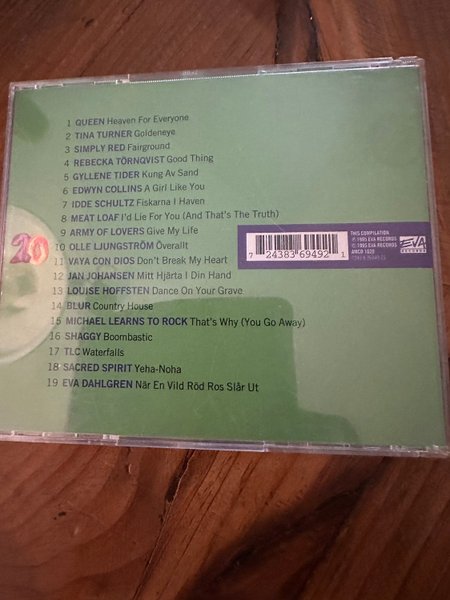 1 QUEEN Heaven For Everyone
2 TINA TURNER Goldeneye
3 SIMPLY RED Fairground
4 REBECKA TÖRNQVIST Good Thing
5 GYLLENE TIDER Kung Av Sand
6 EDWYN COLLINS A Girl Like You
7 IDDE SCHULTZ Fiskarna I Haven
8 MEAT LOAF I'd Lie For You (And That's The Truth)
9 ARMY OF LOVERS Give My Life
10 OLLE LJUNGSTRÖM Överallt
11 VAYA CON DIOS Don't Break My Heart
12 JAN JOHANSEN Mitt Hjärta I Din Hand
13 LOUISE HOFFSTEN Dance On Your Grave
14 BLUR Country House
15 MICHAEL LEARNS TO ROCK That's Why (You Go Away)
16 SHAGGY Boombastic
17 TLC Waterfalls
18 SACRED SPIRIT Yeha-Noha
19 EVA DAHLGREN När En Vild Röd Ros Slår Ut
20
7 24383 69492 1
THIS COMPILATION
℗ 1995 EVA RECORDS
© 1995 EVA RECORDS
EVA